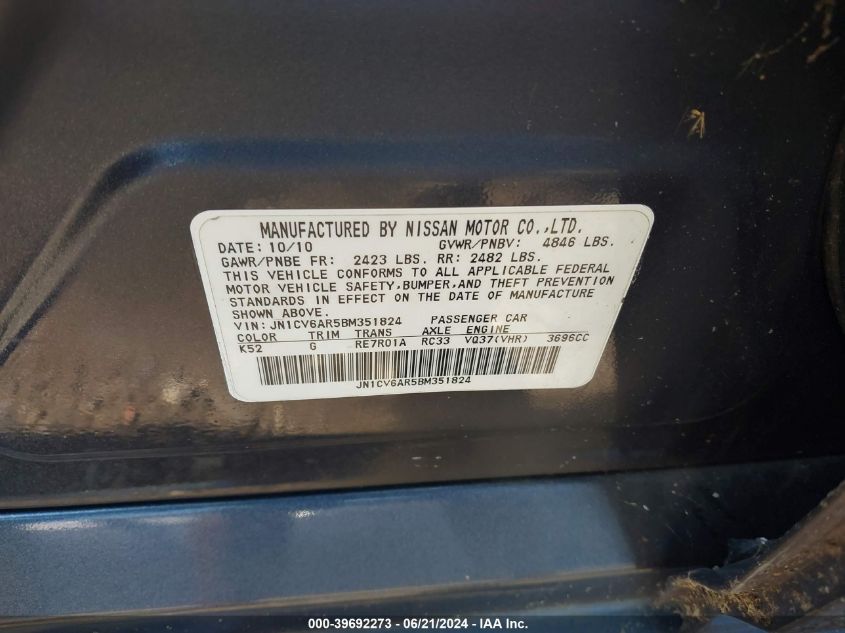 MANUFACTURED BY NISSAN MOTOR CO.,LTD.
DATE: 10/10 GVWR/PNBV: 4846 LBS.
GAWR/PNBE FR: 2423 LBS. RR: 2482 LBS.
THIS VEHICLE CONFORMS TO ALL APPLICABLE FEDERAL
MOTOR VEHICLE SAFETY,BUMPER,AND THEFT PREVENTION
STANDARDS IN EFFECT ON THE DATE OF MANUFACTURE
SHOWN ABOVE.
VIN: JN1CV6AR5BM351824 PASSENGER CAR
COLOR TRIM TRANS AXLE ENGINE
K52 G RE7R01A RC33 VQ37(VHR) 3696CC
JN1CV6AR5BM351824
000-39692273 - 06/21/2024 - IAA Inc.